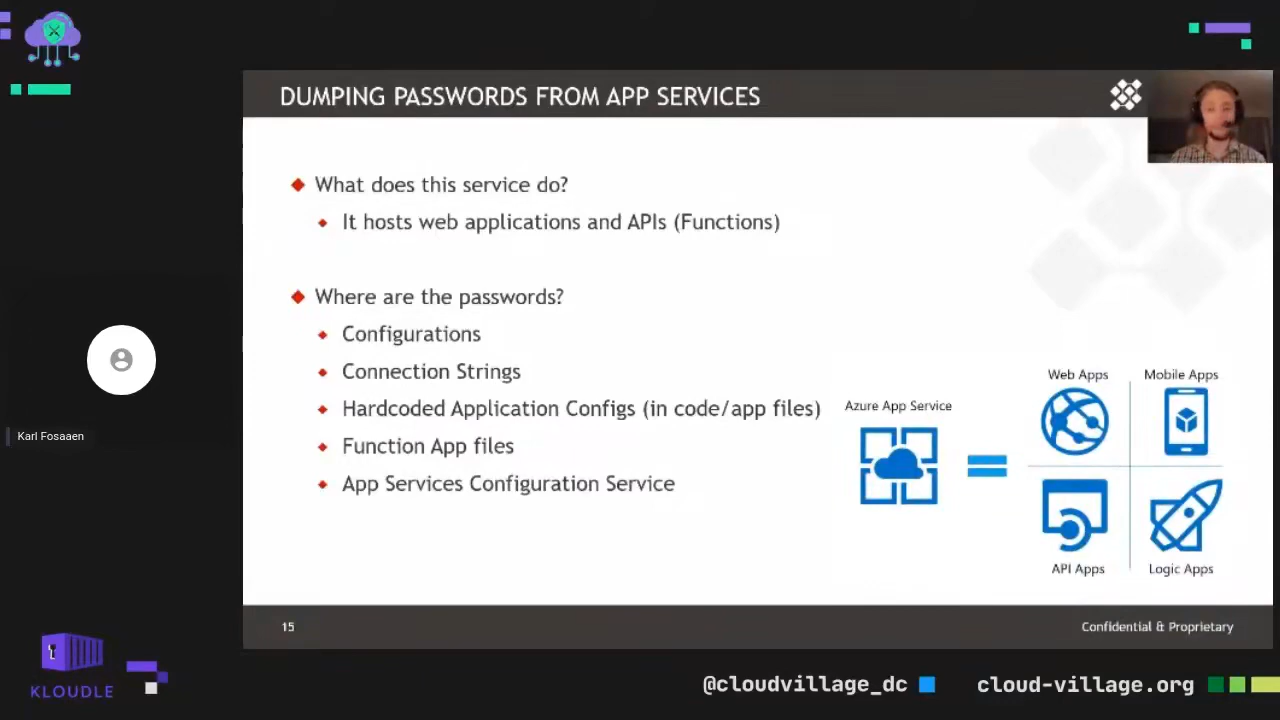 DUMPING PASSWORDS FROM APP SERVICES
What does this service do?
It hosts web applications and APIs (Functions)
Where are the passwords?
Configurations
Connection Strings
Hardcoded Application Configs (in code/app files)
Function App files
App Services Configuration Service
Azure App Service
Web Apps
Mobile Apps
API Apps
Logic Apps
15
Confidential & Proprietary
Karl Fosaaen
KLOUDLE
@cloudvillage_dc
cloud-village.org